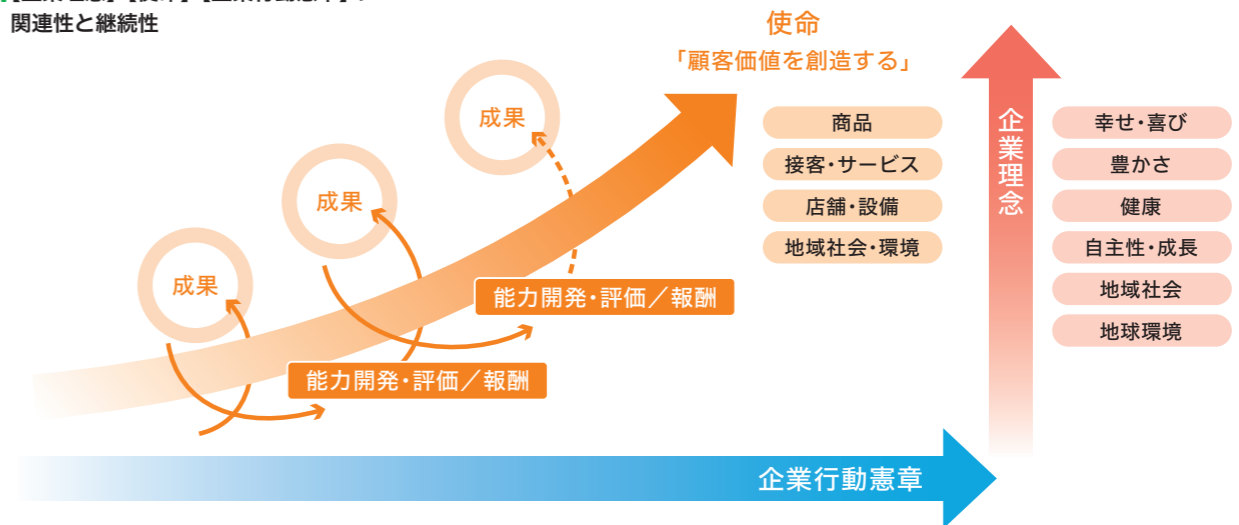 関連性と継続性
使命
「顧客価値を創造する」
成果
成果
成果
能力開発・評価／報酬
能力開発・評価／報酬
商品
接客・サービス
店舗・設備
地域社会・環境
企業理念
幸せ・喜び
豊かさ
健康
自主性・成長
地域社会
地球環境
企業行動憲章